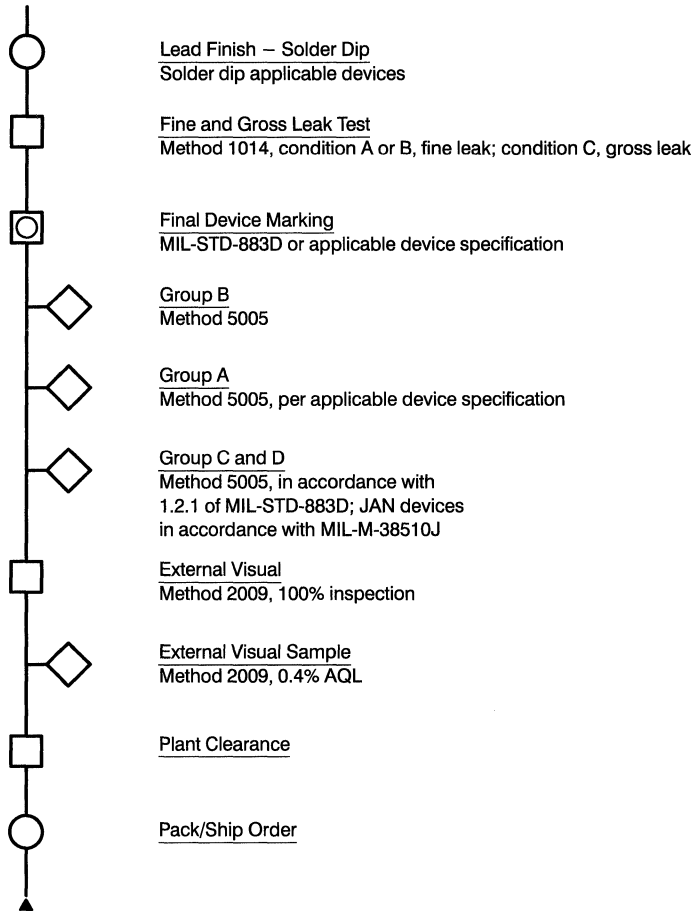 Lead Finish – Solder Dip
Solder dip applicable devices
Fine and Gross Leak Test
Method 1014, condition A or B, fine leak; condition C, gross leak
Final Device Marking
MIL-STD-883D or applicable device specification
Group B
Method 5005
Group A
Method 5005, per applicable device specification
Group C and D
Method 5005, in accordance with
1.2.1 of MIL-STD-883D; JAN devices
in accordance with MIL-M-38510J
External Visual
Method 2009, 100% inspection
External Visual Sample
Method 2009, 0.4% AQL
Plant Clearance
Pack/Ship Order